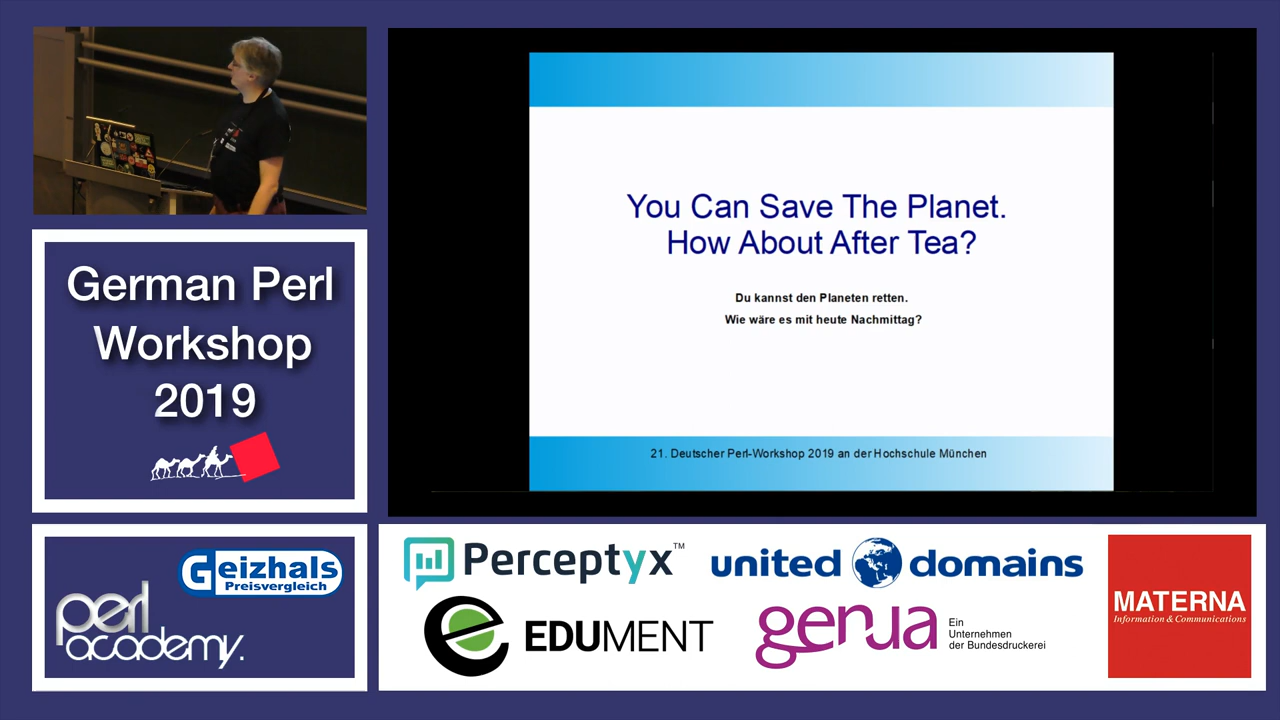 You Can Save The Planet.
How About After Tea?
Du kannst den Planeten retten.
Wie wäre es mit heute Nachmittag?
21. Deutscher Perl-Workshop 2019 an der Hochschule München
German Perl
Workshop
2019
Geizhals
Preisvergleich
perl
academy.
Perceptyx™
united domains
EDUMENT
genua
Ein
Unternehmen
der Bundesdruckerei
MATERNA
Information & Communications